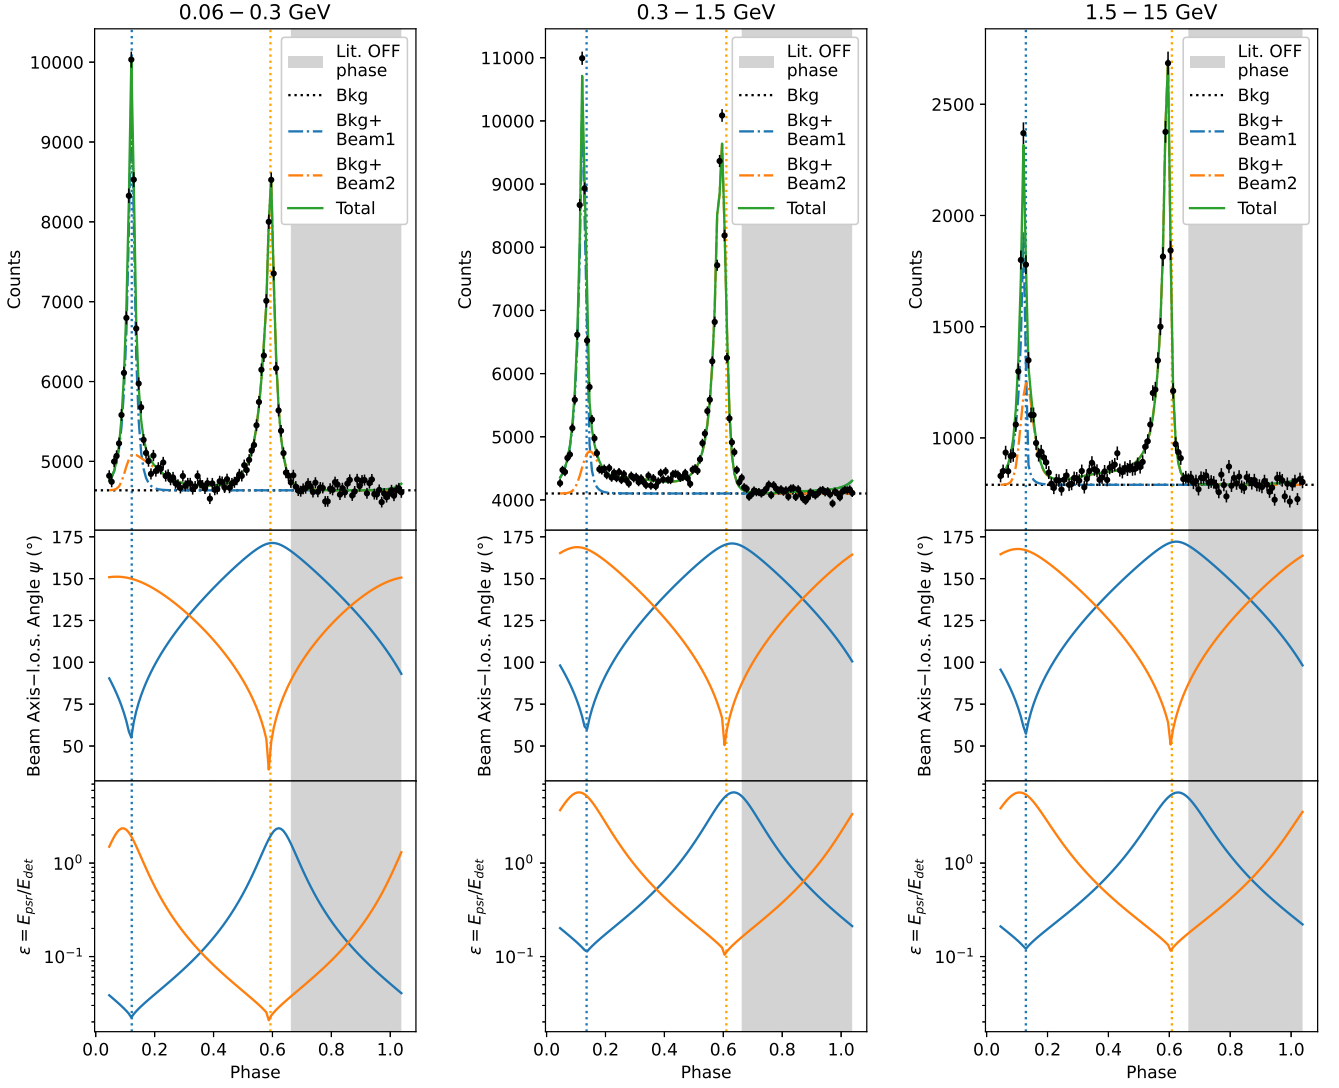 0.06 − 0.3 GeV
Counts
10000
9000
8000
7000
6000
5000
Lit. OFF
phase
Bkg
Bkg+
Beam1
Bkg+
Beam2
Total
Beam Axis−l.o.s. Angle ψ (°)
175
150
125
100
75
50
ε = E_psr/E_det
10⁰
10⁻¹
0.0 0.2 0.4 0.6 0.8 1.0
Phase
0.3 − 1.5 GeV
Counts
11000
10000
9000
8000
7000
6000
5000
4000
Lit. OFF
phase
Bkg
Bkg+
Beam1
Bkg+
Beam2
Total
Beam Axis−l.o.s. Angle ψ (°)
175
150
125
100
75
50
ε = E_psr/E_det
10⁰
10⁻¹
0.0 0.2 0.4 0.6 0.8 1.0
Phase
1.5 − 15 GeV
Counts
2500
2000
1500
1000
Lit. OFF
phase
Bkg
Bkg+
Beam1
Bkg+
Beam2
Total
Beam Axis−l.o.s. Angle ψ (°)
175
150
125
100
75
50
ε = E_psr/E_det
10⁰
10⁻¹
0.0 0.2 0.4 0.6 0.8 1.0
Phase